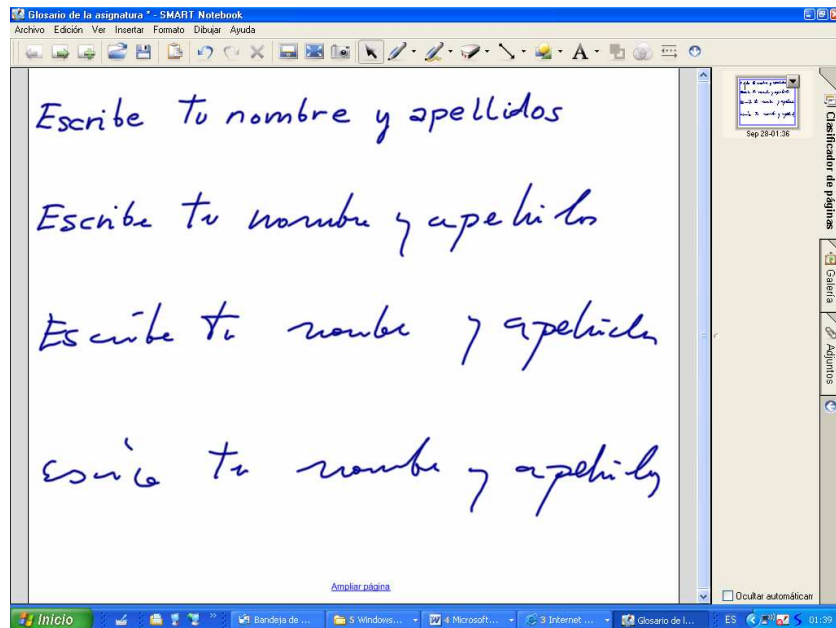 Glosario de la asignatura * - SMART Notebook
Archivo Edición Ver Insertar Formato Dibujar Ayuda
Escribe tu nombre y apellidos
Escribe tu nombre y apellidos
Escribe tu nombre y apellidos
Escribe tu nombre y apellidos
Ampliar página
Sep 28-01:36
Clasificador de páginas
Galería
Adjuntos
Ocultar automáticam
Inicio
Bandeja de ...
5 Windows...
4 Microsoft...
3 Internet ...
Glosario de l...
ES
01:39